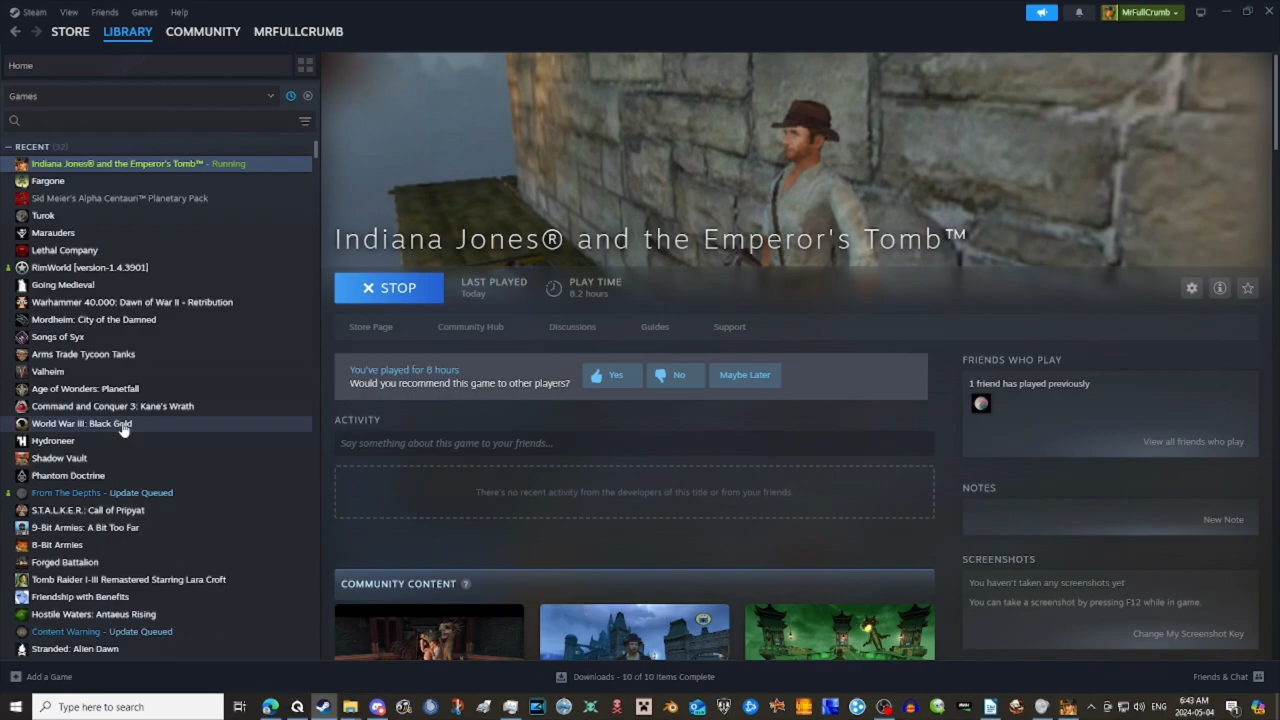 Steam View Friends Games Help
MrFullCrumb
STORE LIBRARY COMMUNITY MRFULLCRUMB
Home
Games
RECENT (32)
Indiana Jones® and the Emperor's Tomb™ - Running
Fargone
Sid Meier's Alpha Centauri™ Planetary Pack
Turok
Marauders
Lethal Company
RimWorld [version-1.4.3901]
Going Medieval
Warhammer 40,000: Dawn of War II - Retribution
Mordheim: City of the Damned
Songs of Syx
Arms Trade Tycoon Tanks
Valheim
Age of Wonders: Planetfall
Command and Conquer 3: Kane's Wrath
World War III: Black Gold
Hydroneer
Shadow Vault
Phantom Doctrine
From The Depths - Update Queued
S.T.A.L.K.E.R.: Call of Pripyat
9-Bit Armies: A Bit Too Far
8-Bit Armies
Forged Battalion
Tomb Raider I-III Remastered Starring Lara Croft
Friendship with Benefits
Hostile Waters: Antaeus Rising
Content Warning - Update Queued
Stranded: Alien Dawn
Indiana Jones® and the Emperor's Tomb™
STOP
LAST PLAYED
Today
PLAY TIME
8.2 hours
Store Page Community Hub Discussions Guides Support
You've played for 8 hours
Would you recommend this game to other players?
Yes No Maybe Later
ACTIVITY
Say something about this game to your friends...
There's no recent activity from the developers of this title or from your friends.
COMMUNITY CONTENT ?
FRIENDS WHO PLAY
1 friend has played previously
View all friends who play
NOTES
New Note
SCREENSHOTS
You haven't taken any screenshots yet
You can take a screenshot by pressing F12 while in game.
Change My Screenshot Key
Add a Game
Downloads - 10 of 10 Items Complete
Friends & Chat
Type here to search
ENG
6:43 AM
2024-05-04